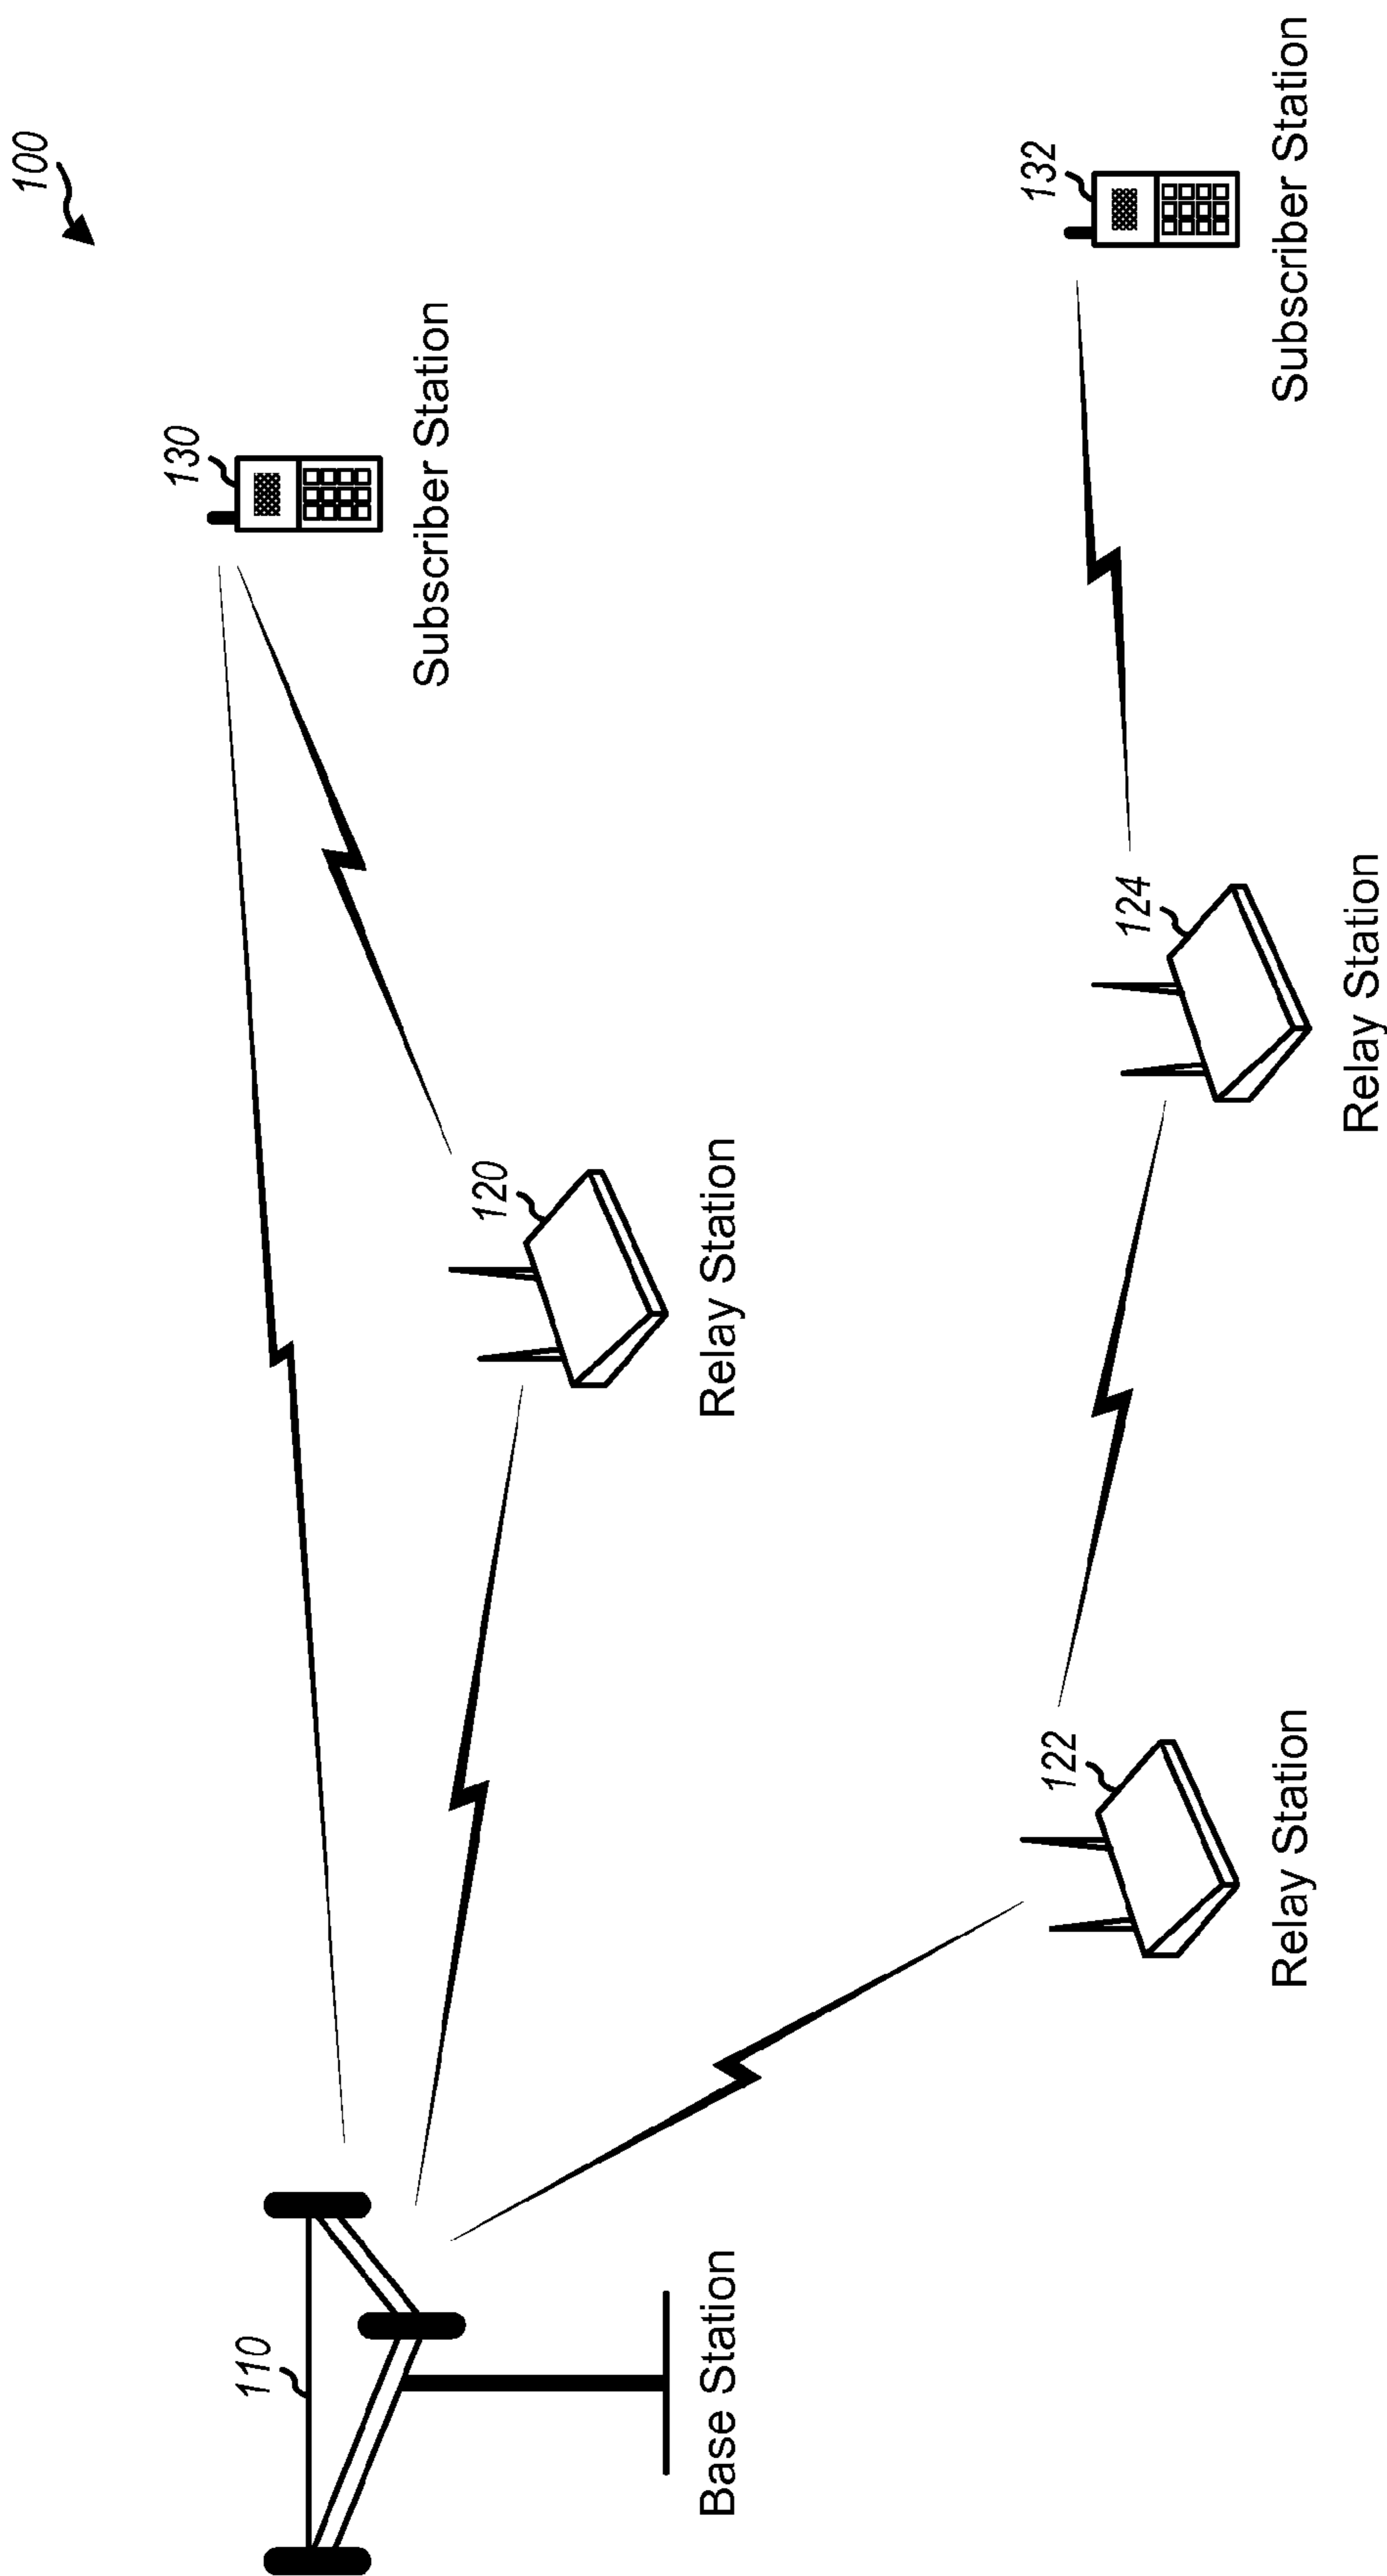 100
130
Subscriber Station
110
120
Base Station
Relay Station
132
122
124
Subscriber Station
Relay Station
Relay Station